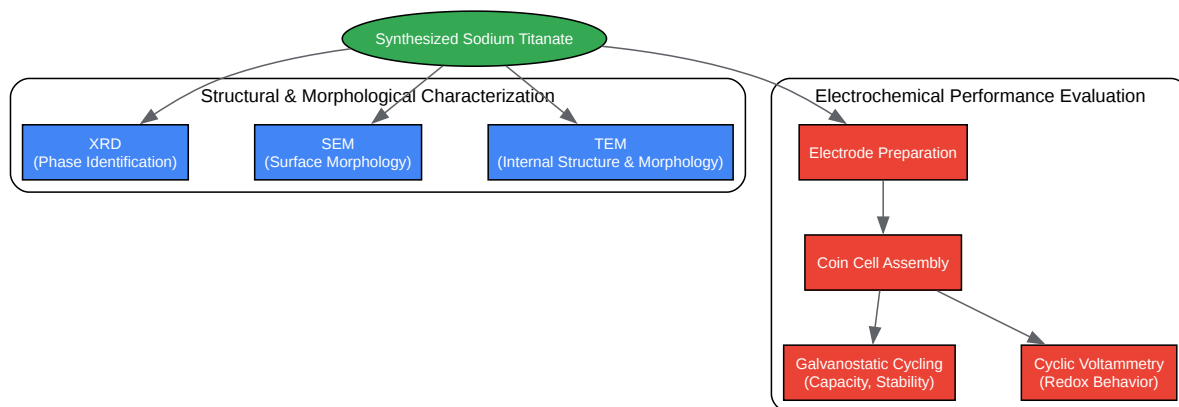 Synthesized Sodium Titanate
Structural & Morphological Characterization
Electrochemical Performance Evaluation
XRD
(Phase Identification)
SEM
(Surface Morphology)
TEM
(Internal Structure & Morphology)
Electrode Preparation
Coin Cell Assembly
Galvanostatic Cycling
(Capacity, Stability)
Cyclic Voltammetry
(Redox Behavior)